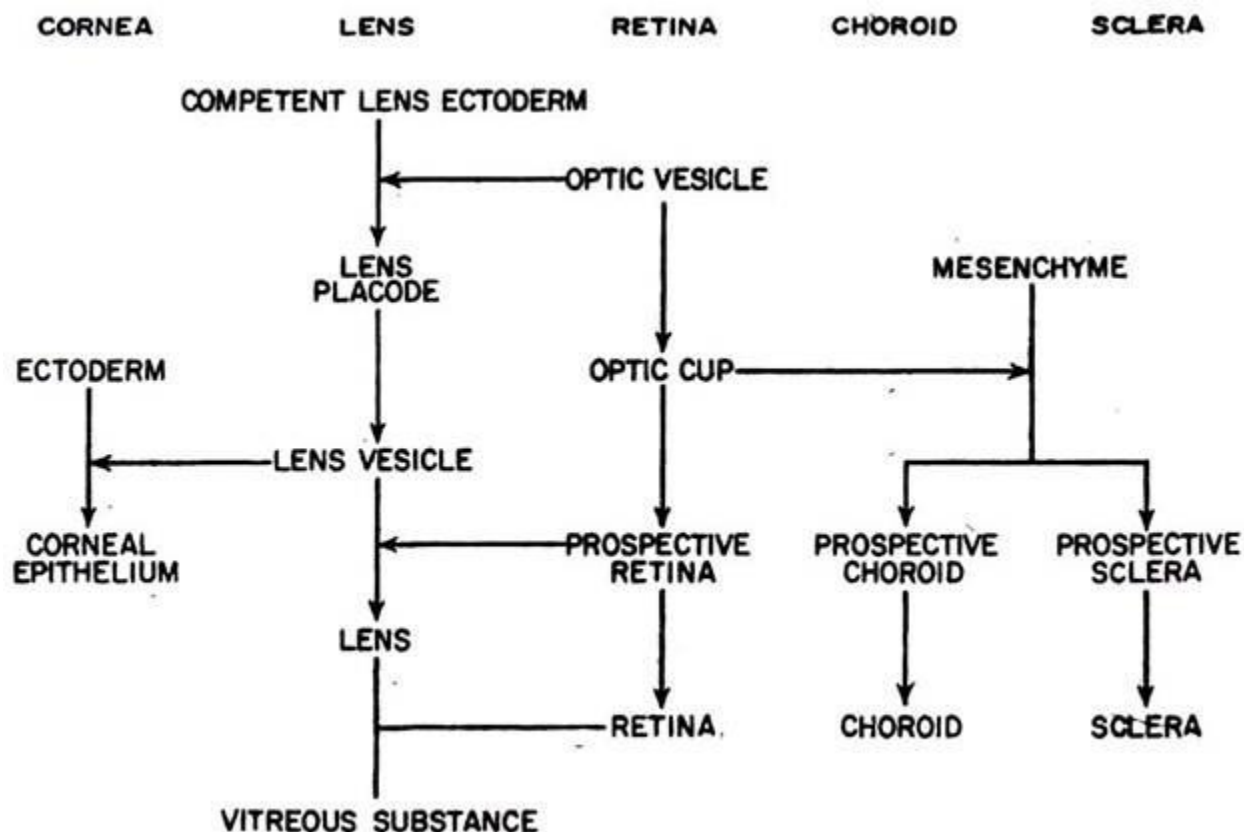 CORNEA LENS RETINA CHOROID SCLERA
COMPETENT LENS ECTODERM
OPTIC VESICLE
LENS
PLACODE
MESENCHYME
ECTODERM
OPTIC CUP
LENS VESICLE
CORNEAL
EPITHELIUM
PROSPECTIVE
RETINA
PROSPECTIVE
CHOROID
PROSPECTIVE
SCLERA
LENS
RETINA
CHOROID
SCLERA
VITREOUS SUBSTANCE